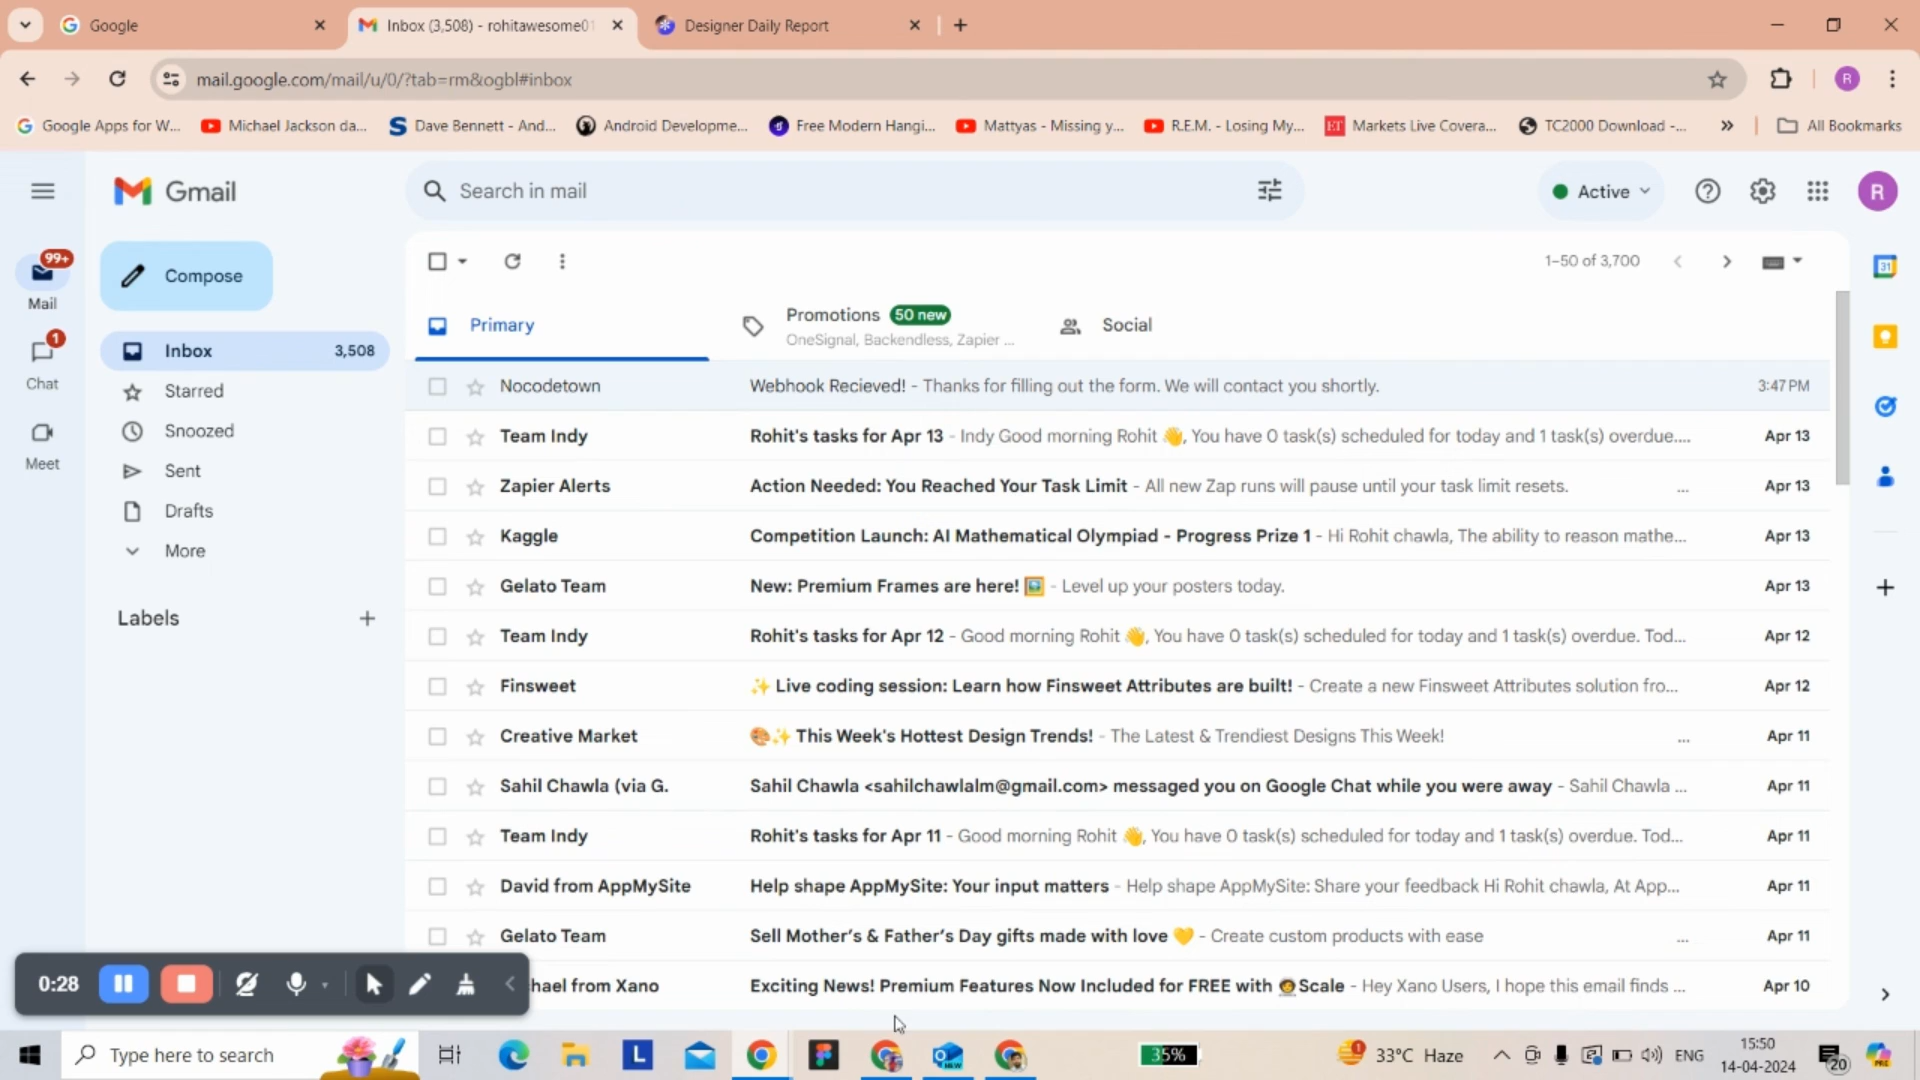 Google
Inbox (3,508) - rohitawesome01
Designer Daily Report
mail.google.com/mail/u/0/?tab=rm&ogbl#inbox
R
Google Apps for W...
Michael Jackson da...
Dave Bennett - And...
Android Developme...
Free Modern Hangi...
Mattyas - Missing y...
R.E.M. - Losing My...
ET
Markets Live Covera...
TC2000 Download -...
All Bookmarks
Gmail
Search in mail
Active
R
99+
Mail
1
Chat
Meet
Compose
Inbox 3,508
Starred
Snoozed
Sent
Drafts
More
Labels
1–50 of 3,700
31
Primary
Promotions 50 new
OneSignal, Backendless, Zapier ...
Social
Nocodetown Webhook Recieved! - Thanks for filling out the form. We will contact you shortly. 3:47 PM
Team Indy Rohit's tasks for Apr 13 - Indy Good morning Rohit 👋, You have 0 task(s) scheduled for today and 1 task(s) overdue.... Apr 13
Zapier Alerts Action Needed: You Reached Your Task Limit - All new Zap runs will pause until your task limit resets. ... Apr 13
Kaggle Competition Launch: AI Mathematical Olympiad - Progress Prize 1 - Hi Rohit chawla, The ability to reason mathe... Apr 13
Gelato Team New: Premium Frames are here! 🖼️ - Level up your posters today. Apr 13
Team Indy Rohit's tasks for Apr 12 - Good morning Rohit 👋, You have 0 task(s) scheduled for today and 1 task(s) overdue. Tod... Apr 12
Finsweet ✨ Live coding session: Learn how Finsweet Attributes are built! - Create a new Finsweet Attributes solution fro... Apr 12
Creative Market 🎨✨ This Week's Hottest Design Trends! - The Latest & Trendiest Designs This Week! ... Apr 11
Sahil Chawla (via G. Sahil Chawla <sahilchawlalm@gmail.com> messaged you on Google Chat while you were away - Sahil Chawla ... Apr 11
Team Indy Rohit's tasks for Apr 11 - Good morning Rohit 👋, You have 0 task(s) scheduled for today and 1 task(s) overdue. Tod... Apr 11
David from AppMySite Help shape AppMySite: Your input matters - Help shape AppMySite: Share your feedback Hi Rohit chawla, At App... Apr 11
Gelato Team Sell Mother's & Father's Day gifts made with love 💛 - Create custom products with ease ... Apr 11
hael from Xano Exciting News! Premium Features Now Included for FREE with 🧑‍🚀Scale - Hey Xano Users, I hope this email finds ... Apr 10
0:28
Type here to search
L
NEW
35%
1
33°C Haze
ENG
15:50
14-04-2024
20
PRE